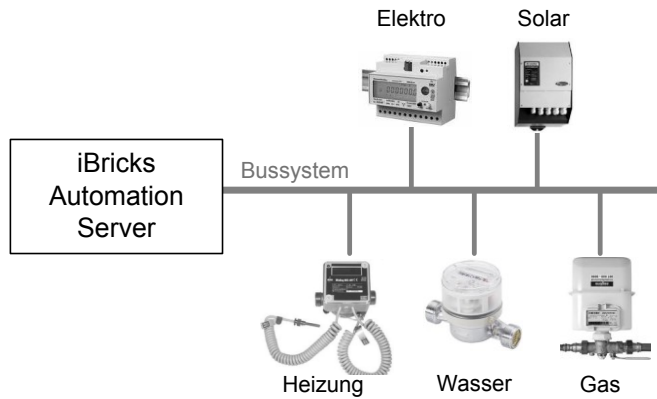 Elektro
Solar
iBricks
Automation
Server
Bussystem
Heizung
Wasser
Gas